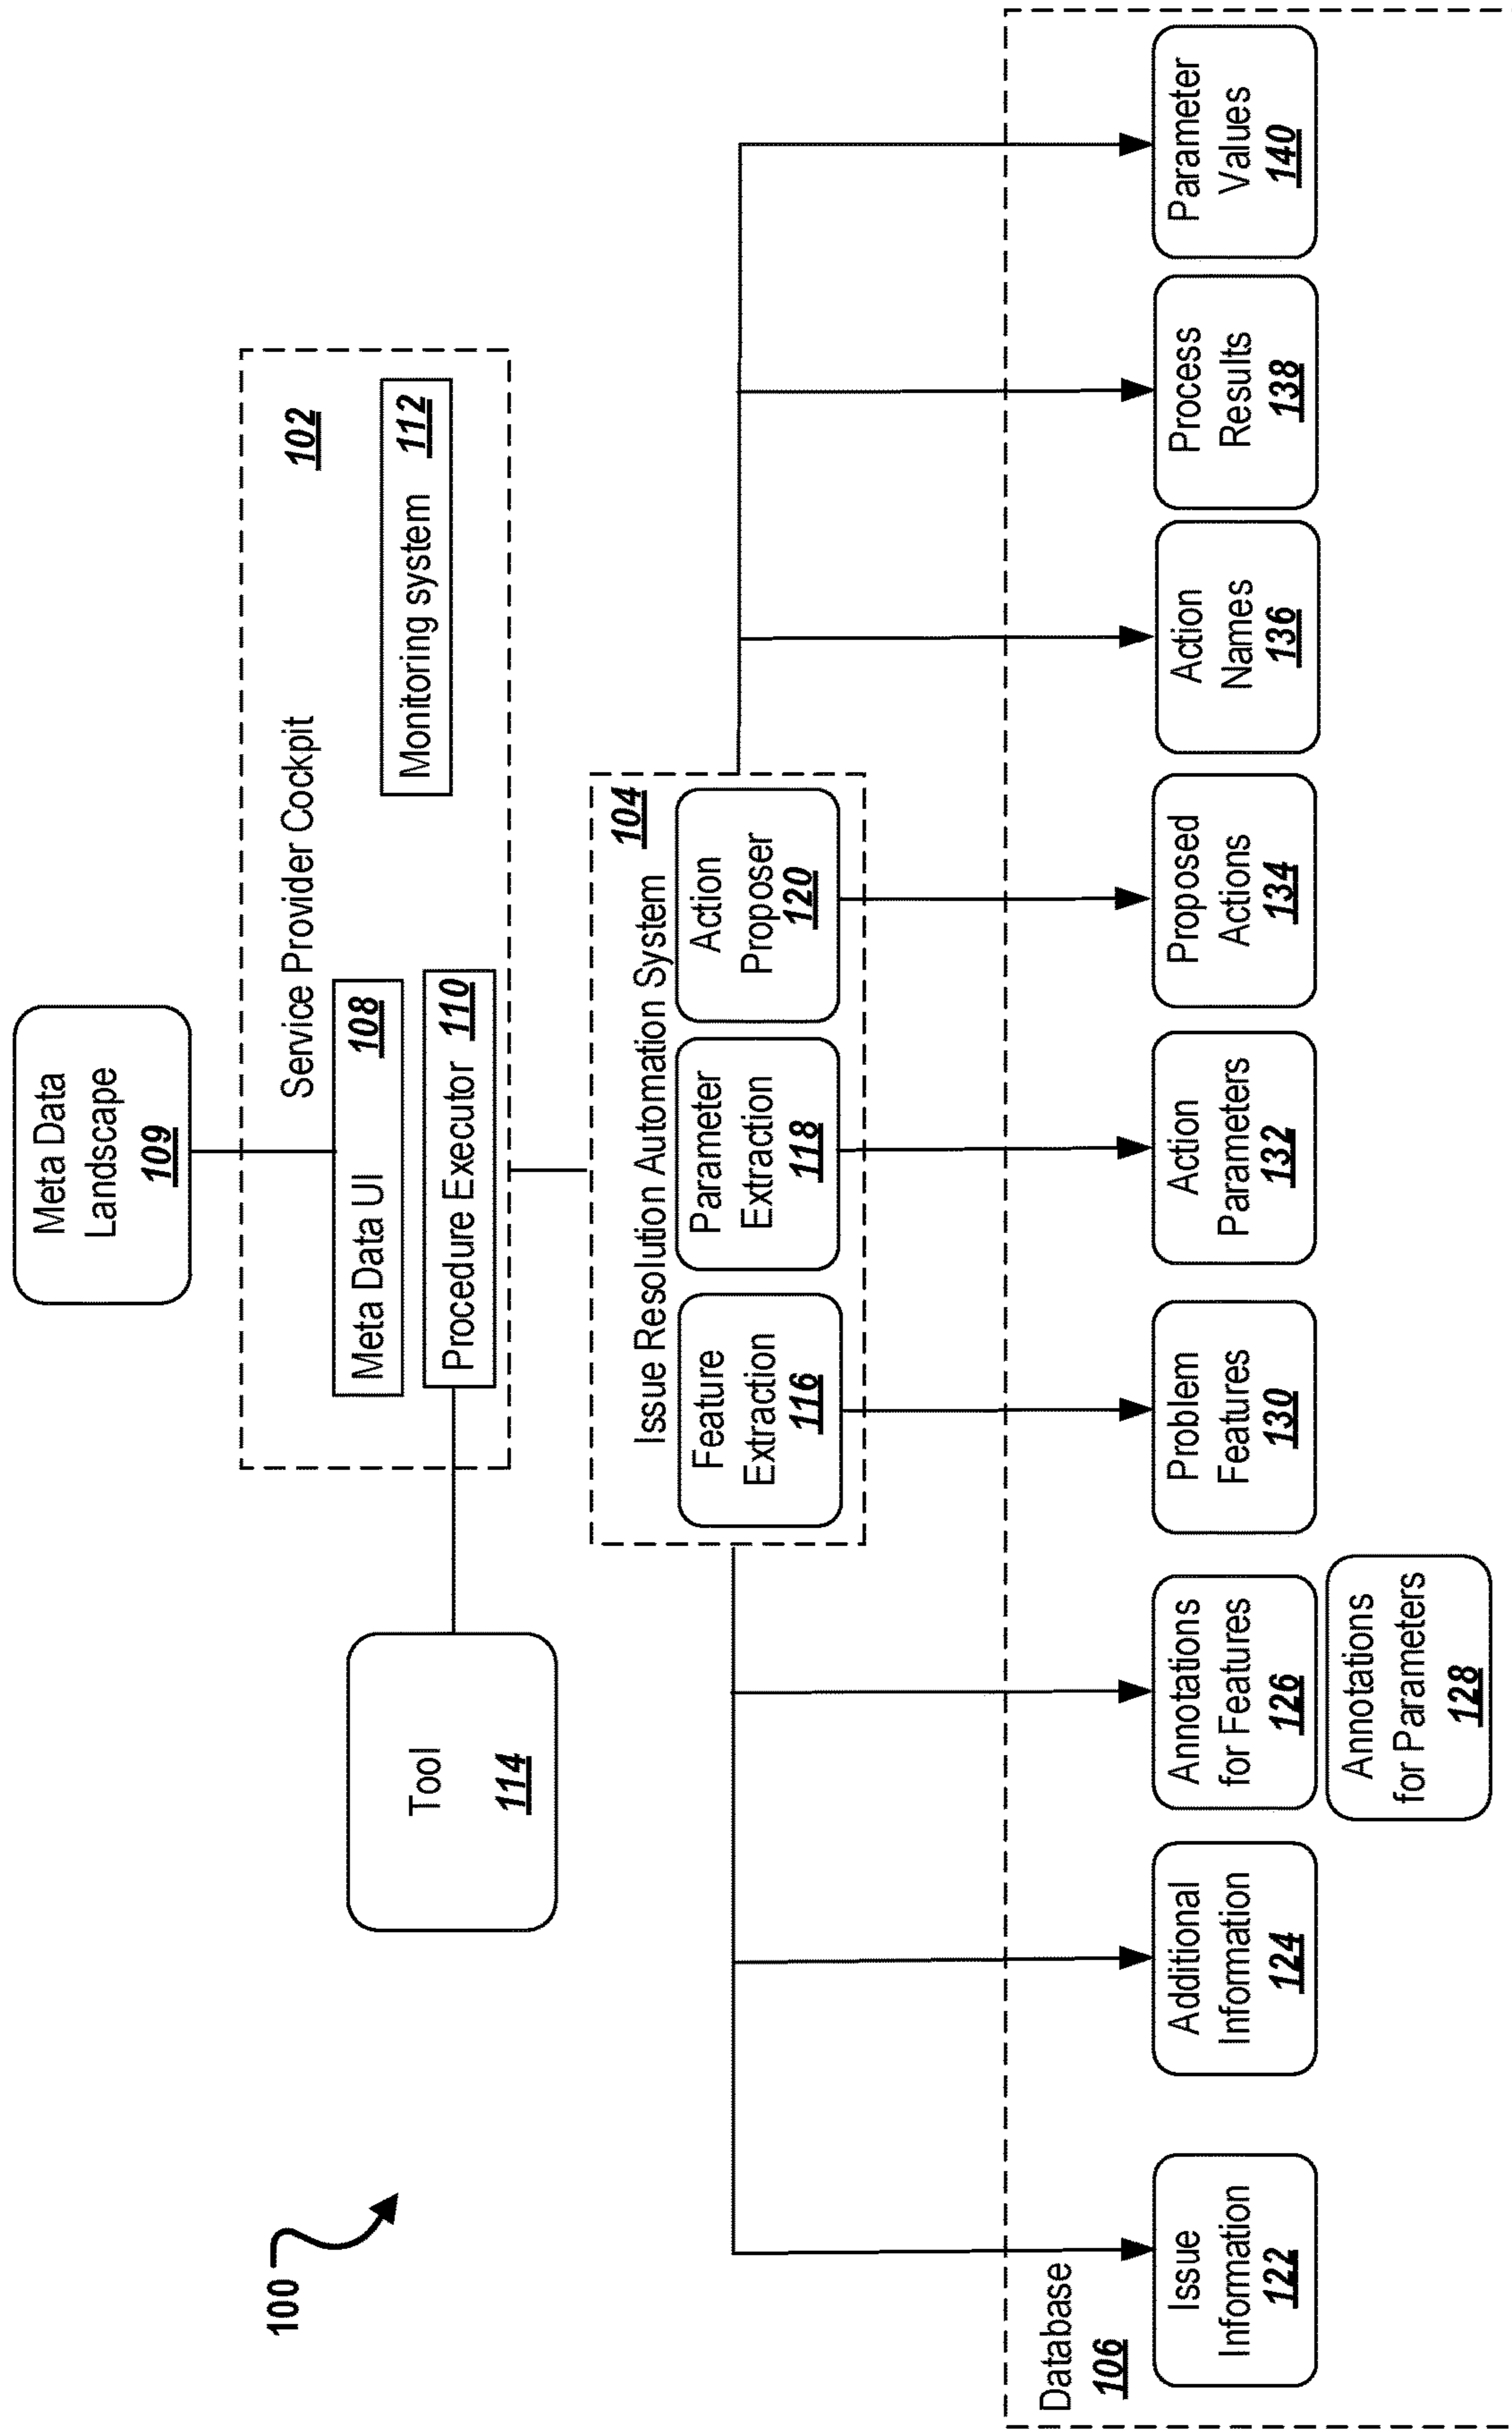 100
Meta Data
Landscape
109
Service Provider Cockpit
102
Meta Data UI
108
Procedure Executor
110
Monitoring system
112
Tool
114
Issue Resolution Automation System
104
Feature
Extraction
116
Parameter
Extraction
118
Action
Proposer
120
Database
106
Issue
Information
122
Additional
Information
124
Annotations
for Features
126
Annotations
for Parameters
128
Problem
Features
130
Action
Parameters
132
Proposed
Actions
134
Action
Names
136
Process
Results
138
Parameter
Values
140